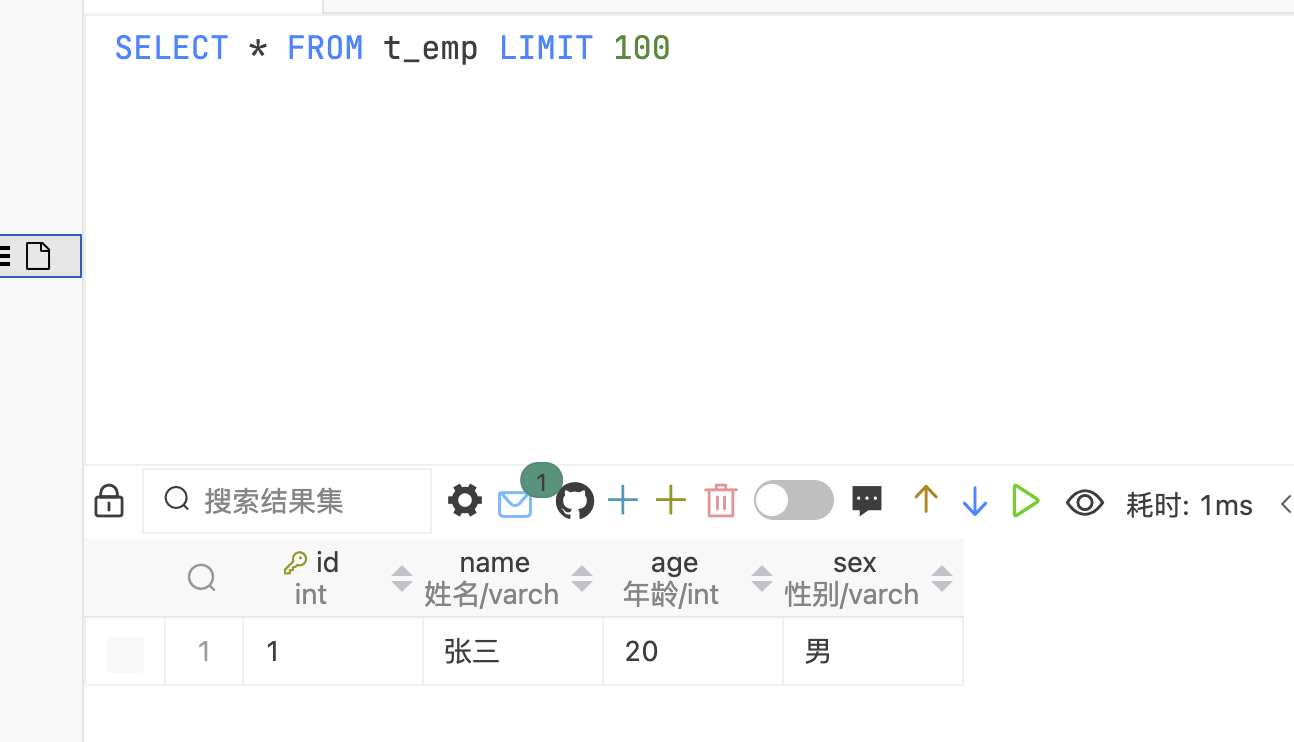 SELECT * FROM t_emp LIMIT 100
搜索结果集 1 耗时: 1ms
id name age sex
int 姓名/varch 年龄/int 性别/varch
1 1 张三 20 男